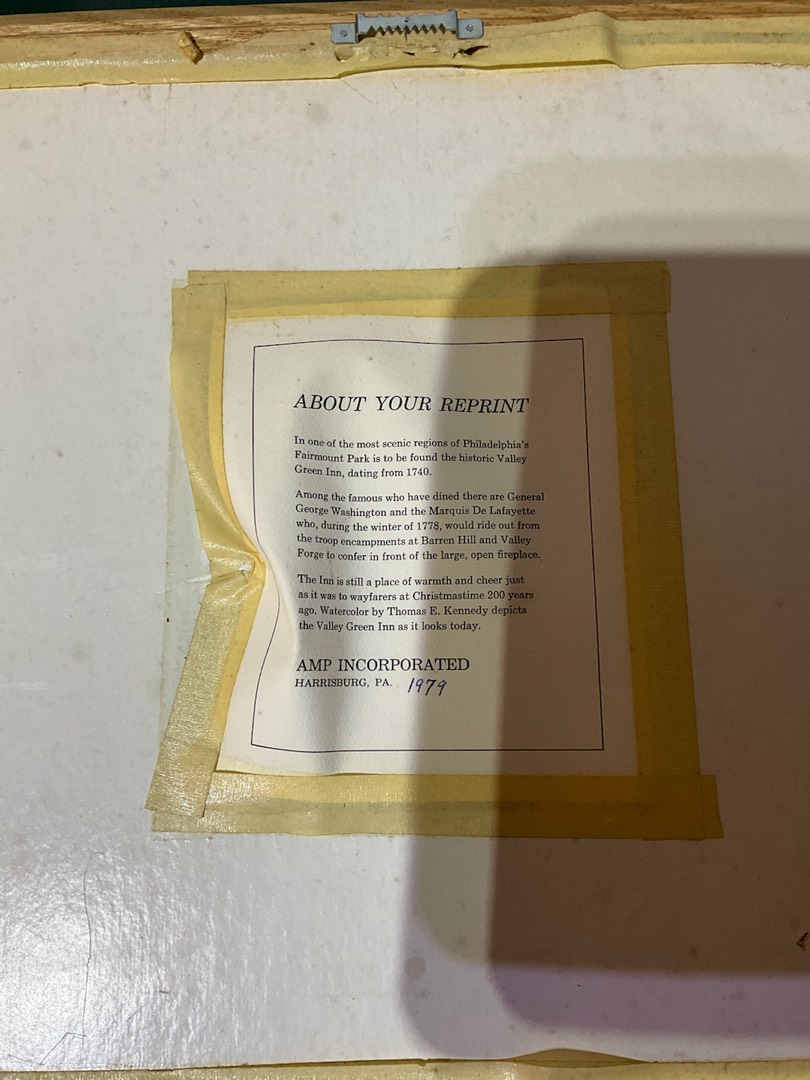 ABOUT YOUR REPRINT
In one of the most scenic regions of Philadelphia's
Fairmount Park is to be found the historic Valley
Green Inn, dating from 1740.
Among the famous who have dined there are General
George Washington and the Marquis De Lafayette
who, during the winter of 1778, would ride out from
the troop encampments at Barren Hill and Valley
Forge to confer in front of the large, open fireplace.
The Inn is still a place of warmth and cheer just
as it was to wayfarers at Christmastime 200 years
ago. Watercolor by Thomas E. Kennedy depicts
the Valley Green Inn as it looks today.
AMP INCORPORATED
HARRISBURG, PA. 1979